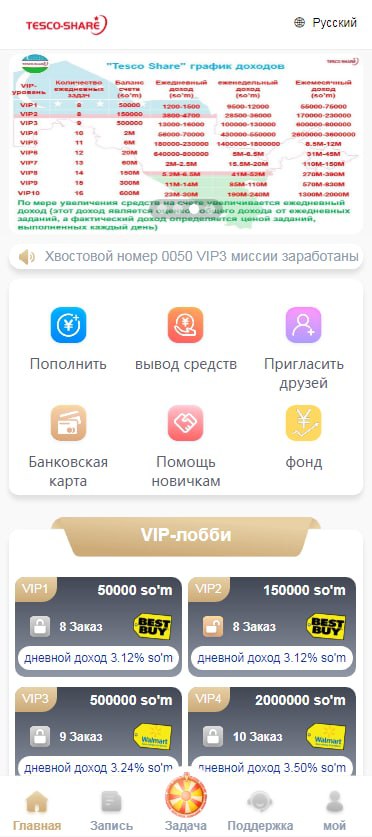 TESCO-SHARE
Русский
"Tesco Share" график доходов
TESCO-SHARE
VIP-уровень Количество ежедневных задач Баланс счете (so'm) Ежедневный доход (so'm) еженедельный доход (so'm) Ежемесячный доход (so'm)
VIP1 8 50000 1200-1500 9500-12000 55000-75000
VIP2 8 150000 3800-4700 28500-36000 170000-230000
VIP3 9 500000 13000-16000 100000-130000 600000-800000
VIP4 10 2M 56000-70000 430000-550000 2600000-3600000
VIP5 11 6M 180000-230000 1400000-1800000 8.5M-12M
VIP6 12 20M 640000-800000 5M-6.5M 31M-45M
VIP7 13 60M 2M-2.5M 15.5M-20M 110M-150M
VIP8 14 150M 5.2M-6.5M 41M-52M 270M-390M
VIP9 15 300M 11M-14M 85M-110M 570M-830M
VIP10 16 600M 23M-30M 190M-240M 1300M-2000M
По мере увеличения средств на счете увеличивается ежедневный
доход (этот доход является
дохода от ежедневных
заданий, а фактический доход определяется ценой заданий,
выполненных каждый день)
Хвостовой номер 0050 VIP3 миссии заработаны
Пополнить
вывод средств
Пригласить
друзей
Банковская
карта
Помощь
новичкам
фонд
VIP-лобби
VIP1 50000 so'm
8 Заказ BEST BUY
дневной доход 3.12% so'm
VIP2 150000 so'm
8 Заказ BEST BUY
дневной доход 3.12% so'm
VIP3 500000 so'm
9 Заказ Walmart
дневной доход 3.24% so'm
VIP4 2000000 so'm
10 Заказ Walmart
дневной доход 3.50% so'm
Главная
Запись
Задача
Поддержка
мой